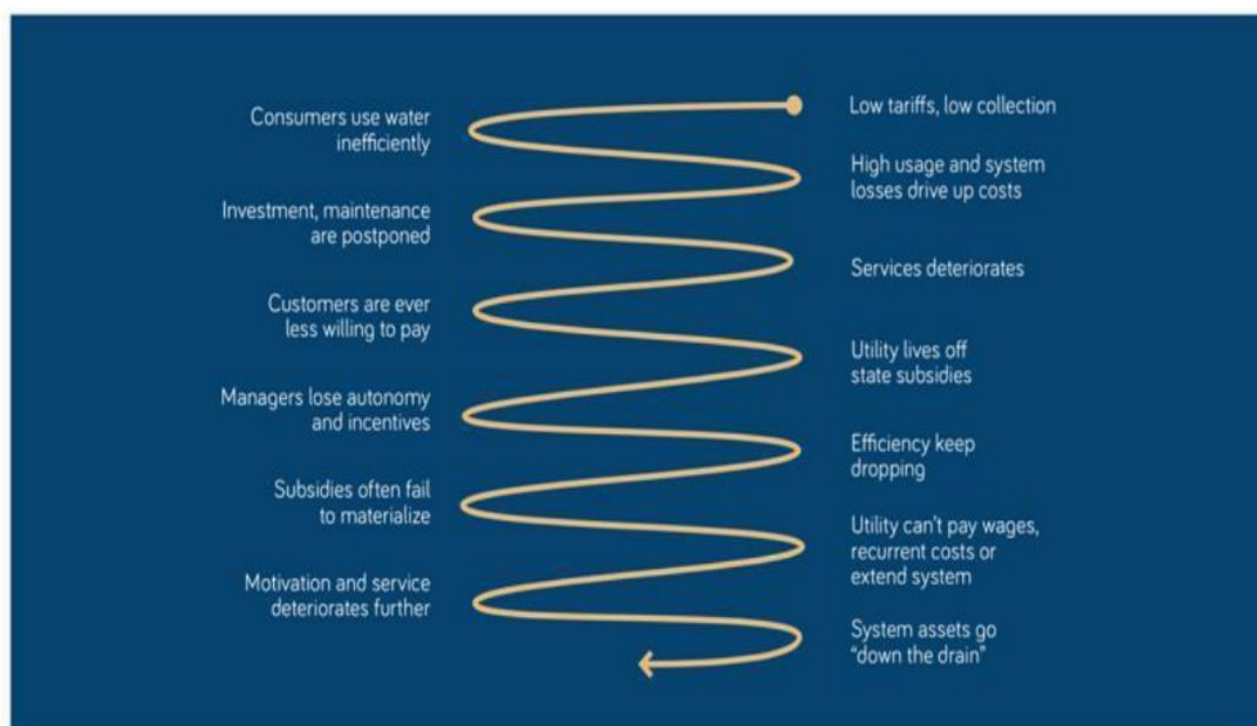 Low tariffs, low collection
Consumers use water
inefficiently
High usage and system
losses drive up costs
Investment, maintenance
are postponed
Services deteriorates
Customers are ever
less willing to pay
Utility lives off
state subsidies
Managers lose autonomy
and incentives
Efficiency keep
dropping
Subsidies often fail
to materialize
Utility can't pay wages,
recurrent costs or
extend system
Motivation and service
deteriorates further
System assets go
"down the drain"